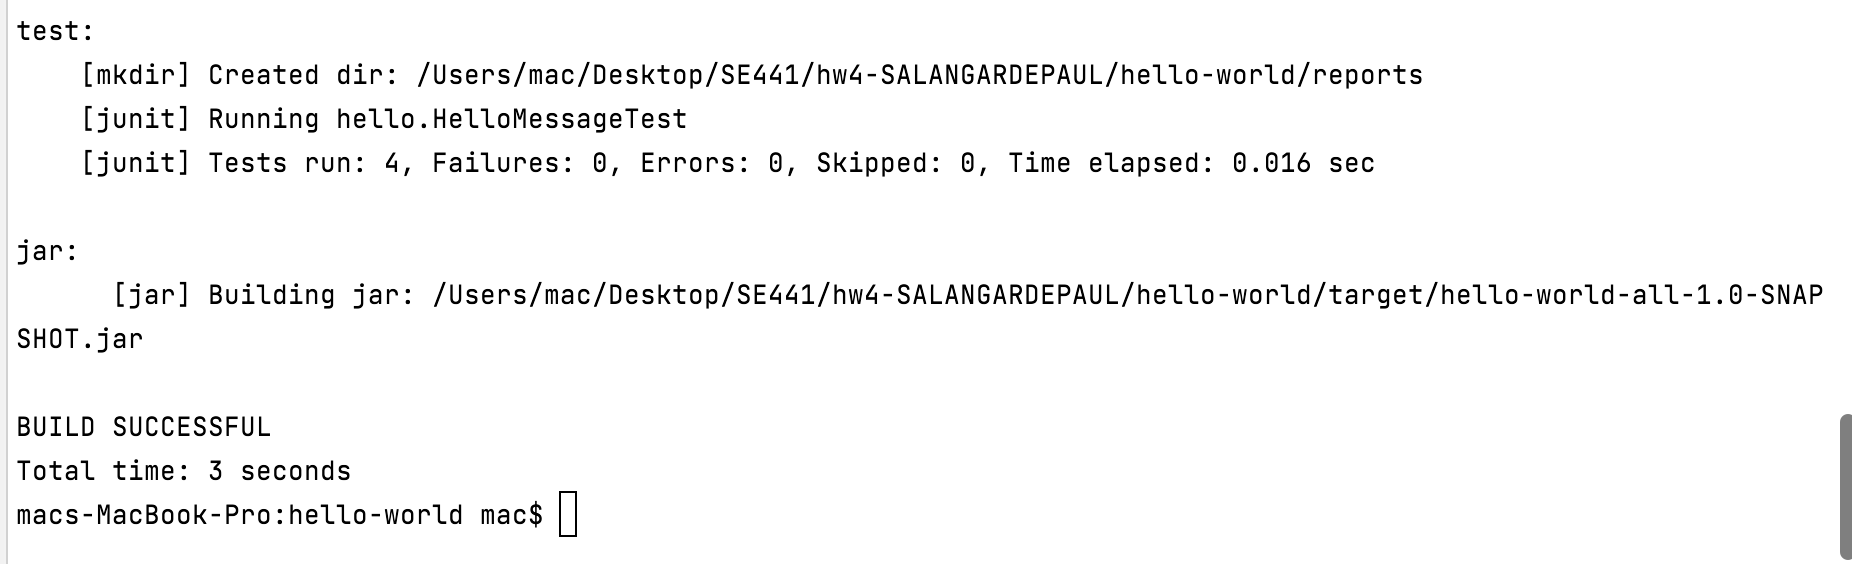 test:
    [mkdir] Created dir: /Users/mac/Desktop/SE441/hw4-SALANGARDEPAUL/hello-world/reports
    [junit] Running hello.HelloMessageTest
    [junit] Tests run: 4, Failures: 0, Errors: 0, Skipped: 0, Time elapsed: 0.016 sec
jar:
      [jar] Building jar: /Users/mac/Desktop/SE441/hw4-SALANGARDEPAUL/hello-world/target/hello-world-all-1.0-SNAP
SHOT.jar
BUILD SUCCESSFUL
Total time: 3 seconds
macs-MacBook-Pro:hello-world mac$